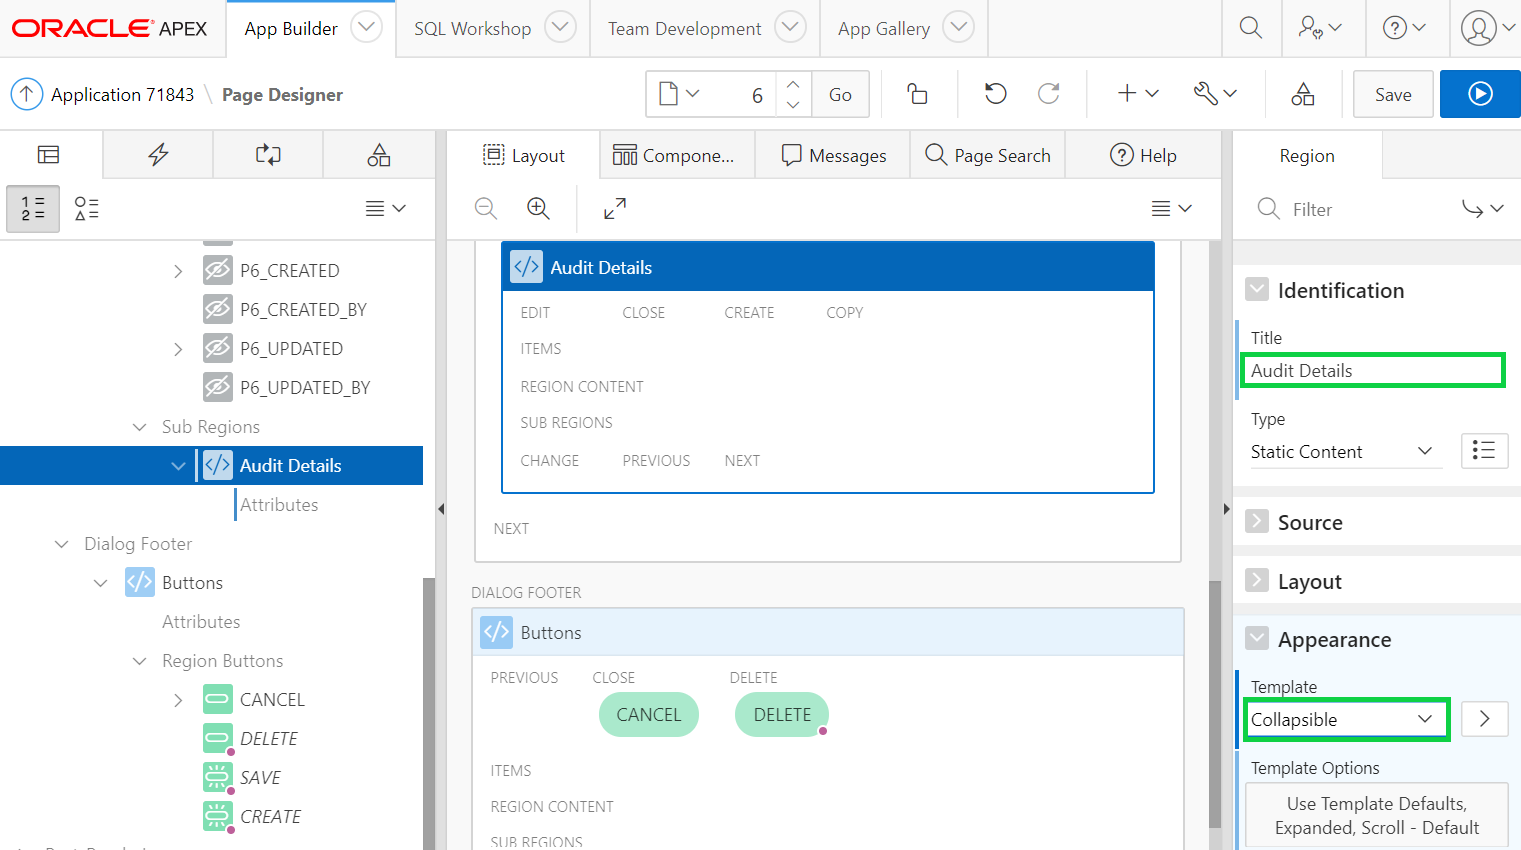 ORACLE APEX
App Builder
SQL Workshop
Team Development
App Gallery
Application 71843 \ Page Designer
6
Go
Save
Layout
Compone...
Messages
Page Search
Help
Region
1
2
Filter
P6_CREATED
P6_CREATED_BY
P6_UPDATED
P6_UPDATED_BY
Sub Regions
Audit Details
Attributes
Dialog Footer
Buttons
Attributes
Region Buttons
CANCEL
DELETE
SAVE
CREATE
Audit Details
EDIT CLOSE CREATE COPY
ITEMS
REGION CONTENT
SUB REGIONS
CHANGE PREVIOUS NEXT
NEXT
DIALOG FOOTER
Buttons
PREVIOUS CLOSE DELETE
CANCEL DELETE
ITEMS
REGION CONTENT
SUB REGIONS
Identification
Title
Audit Details
Type
Static Content
Source
Layout
Appearance
Template
Collapsible
Template Options
Use Template Defaults,
Expanded, Scroll - Default